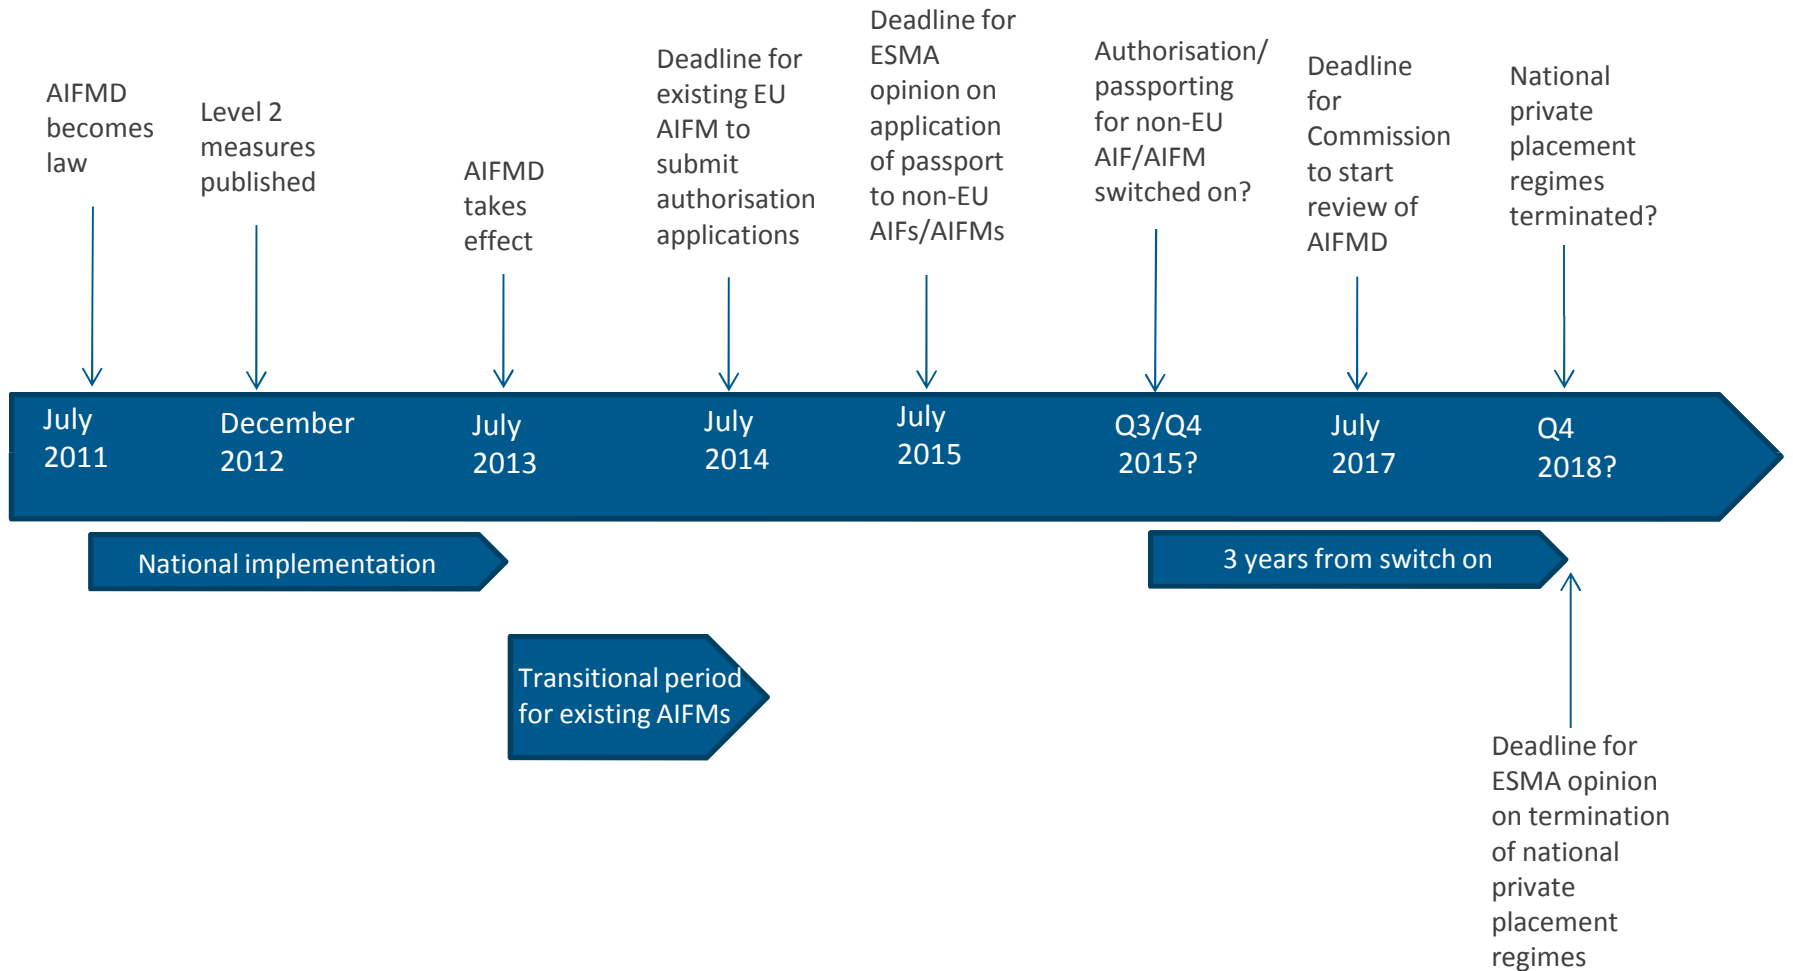 AIFMD
becomes
law
Level 2
measures
published
AIFMD
takes
effect
Deadline for
existing EU
AIFM to
submit
authorisation
applications
Deadline for
ESMA
opinion on
application
of passport
to non-EU
AIFs/AIFMs
Authorisation/
passporting
for non-EU
AIF/AIFM
switched on?
Deadline
for
Commission
to start
review of
AIFMD
National
private
placement
regimes
terminated?
July
2011
December
2012
July
2013
July
2014
July
2015
Q3/Q4
2015?
July
2017
Q4
2018?
National implementation
3 years from switch on
Transitional period
for existing AIFMs
Deadline for
ESMA opinion
on termination
of national
private
placement
regimes